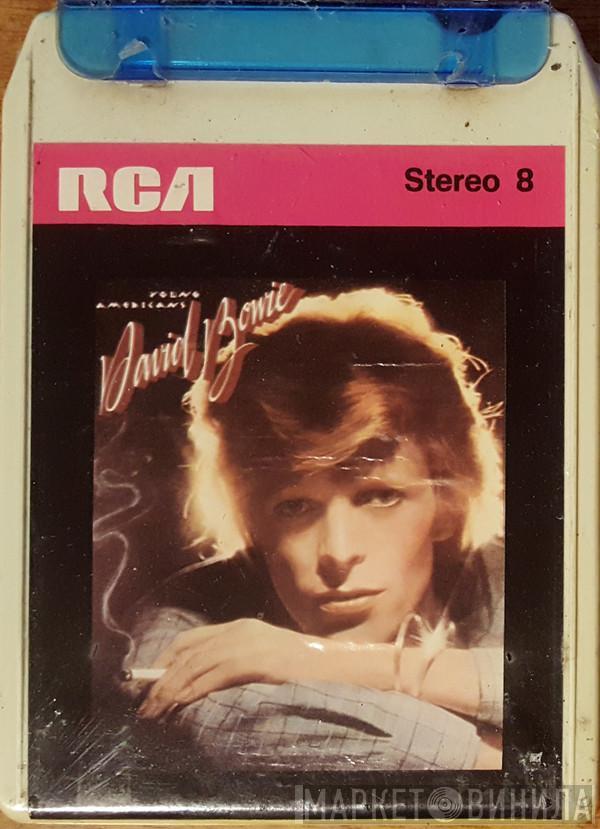 RCA
Stereo 8
YOUNG
AMERICANS
David Bowie
МАРКЕТ ВИНИЛА